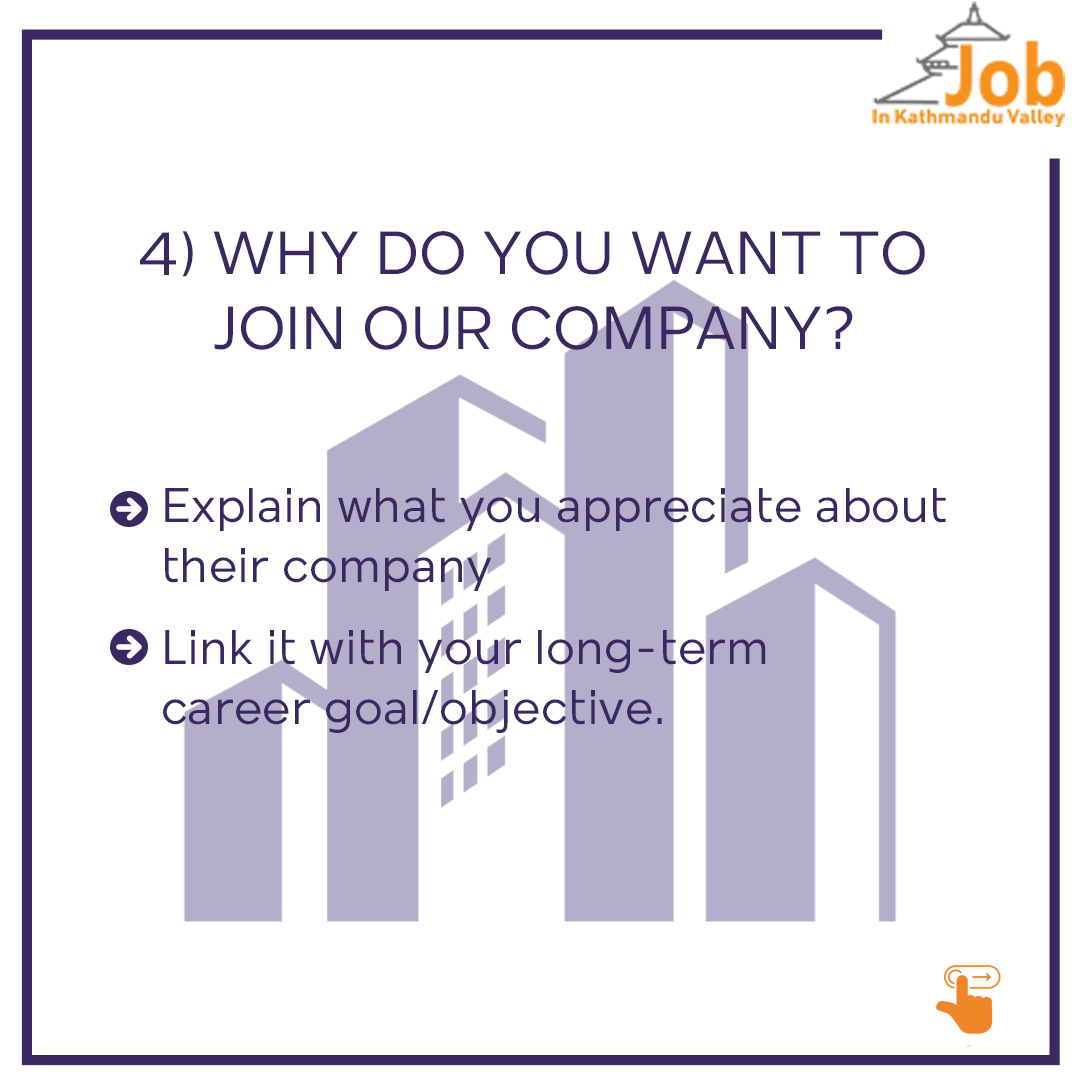 Job
In Kathmandu Valley
4) WHY DO YOU WANT TO
JOIN OUR COMPANY?
Explain what you appreciate about
their company
Link it with your long-term
career goal/objective.